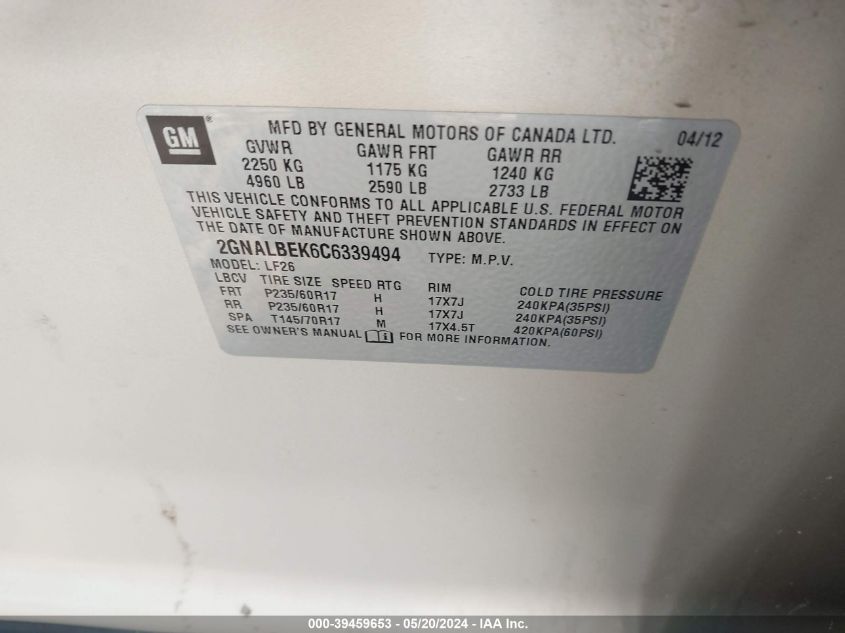 GM®
MFD BY GENERAL MOTORS OF CANADA LTD. 04/12
GVWR GAWR FRT GAWR RR
2250 KG 1175 KG 1240 KG
4960 LB 2590 LB 2733 LB
THIS VEHICLE CONFORMS TO ALL APPLICABLE U.S. FEDERAL MOTOR
VEHICLE SAFETY AND THEFT PREVENTION STANDARDS IN EFFECT ON
THE DATE OF MANUFACTURE SHOWN ABOVE.
2GNALBEK6C6339494 TYPE: M.P.V.
MODEL: LF26
LBCV TIRE SIZE SPEED RTG RIM COLD TIRE PRESSURE
FRT P235/60R17 H 17X7J 240KPA(35PSI)
RR P235/60R17 H 17X7J 240KPA(35PSI)
SPA T145/70R17 M 17X4.5T 420KPA(60PSI)
SEE OWNER'S MANUAL FOR MORE INFORMATION.
000-39459653 - 05/20/2024 - IAA Inc.